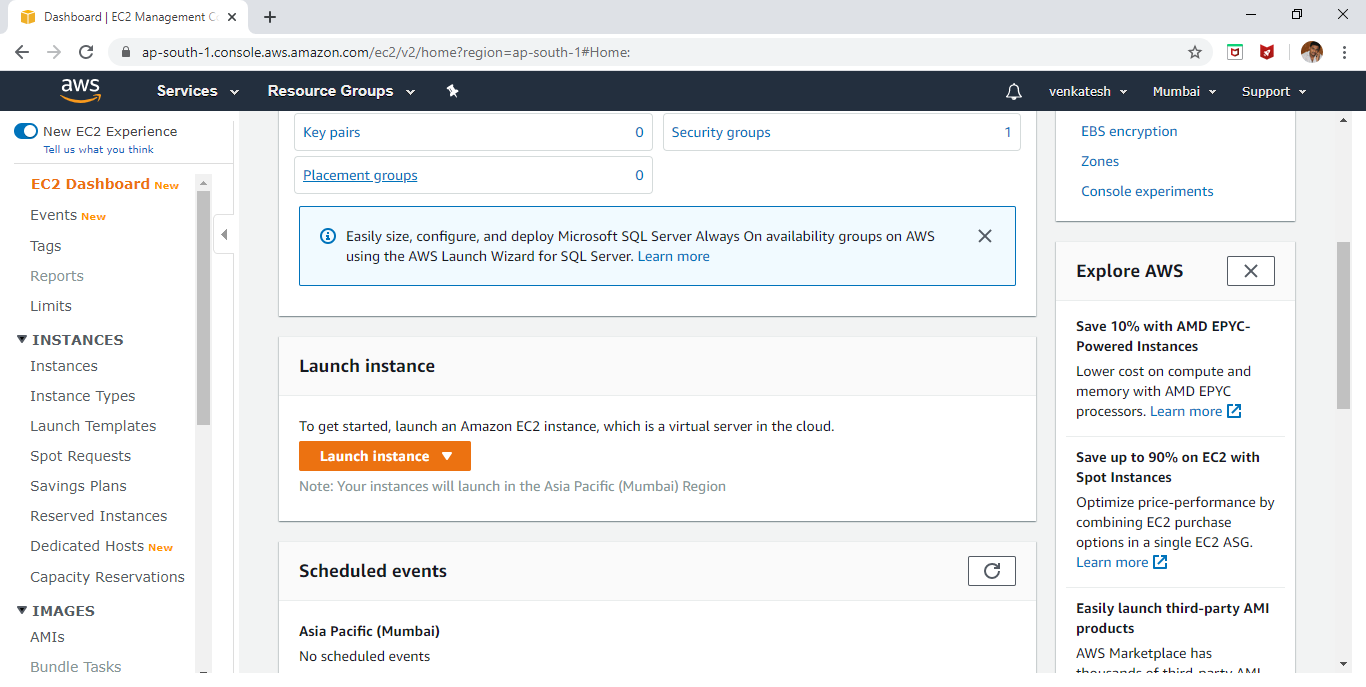 Dashboard | EC2 Management C
ap-south-1.console.aws.amazon.com/ec2/v2/home?region=ap-south-1#Home:
aws
Services
Resource Groups
venkatesh
Mumbai
Support
New EC2 Experience
Tell us what you think
EC2 Dashboard New
Events New
Tags
Reports
Limits
INSTANCES
Instances
Instance Types
Launch Templates
Spot Requests
Savings Plans
Reserved Instances
Dedicated Hosts New
Capacity Reservations
IMAGES
AMIs
Bundle Tasks
Key pairs 0
Security groups 1
Placement groups 0
Easily size, configure, and deploy Microsoft SQL Server Always On availability groups on AWS
using the AWS Launch Wizard for SQL Server. Learn more
Launch instance
To get started, launch an Amazon EC2 instance, which is a virtual server in the cloud.
Launch instance
Note: Your instances will launch in the Asia Pacific (Mumbai) Region
Scheduled events
Asia Pacific (Mumbai)
No scheduled events
EBS encryption
Zones
Console experiments
Explore AWS
Save 10% with AMD EPYC-
Powered Instances
Lower cost on compute and
memory with AMD EPYC
processors. Learn more
Save up to 90% on EC2 with
Spot Instances
Optimize price-performance by
combining EC2 purchase
options in a single EC2 ASG.
Learn more
Easily launch third-party AMI
products
AWS Marketplace has
thousands of third-party AMI